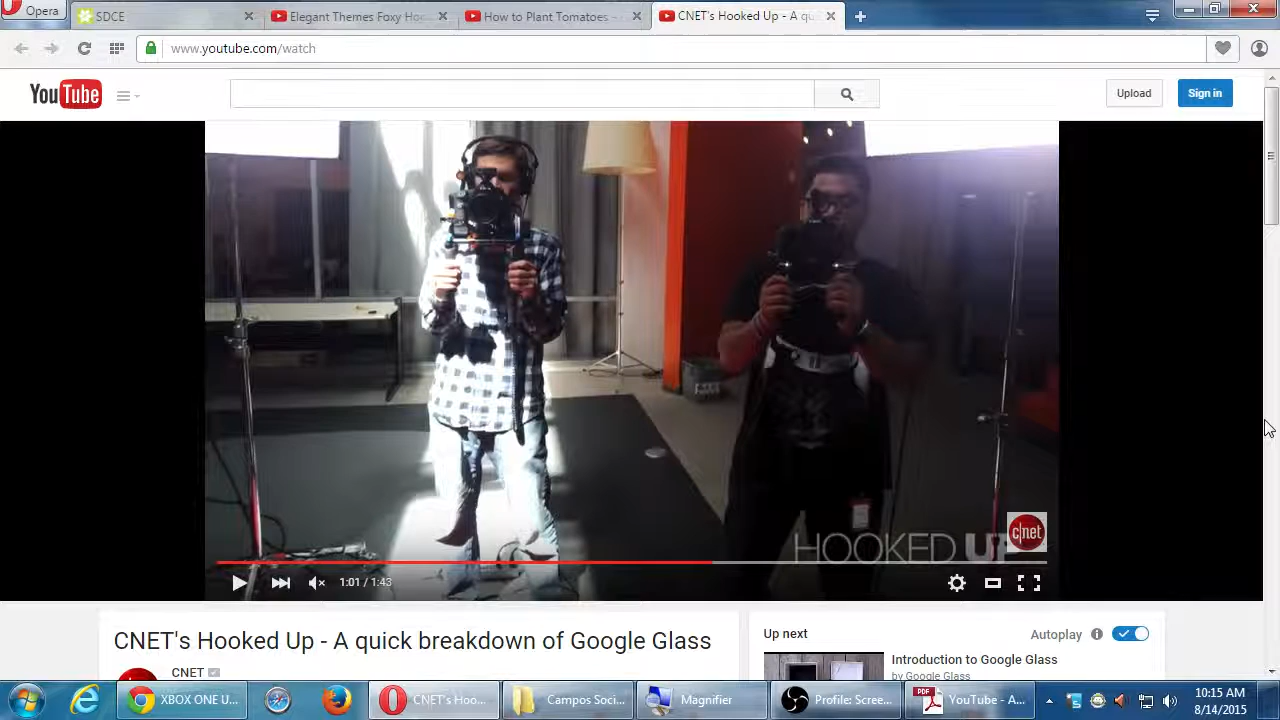 Opera
SDCE
Elegant Themes Foxy Hoo
How to Plant Tomatoes -
CNET's Hooked Up - A qu
www.youtube.com/watch
YouTube
Upload
Sign in
HOOKED UP
c|net
1:01 / 1:43
CNET's Hooked Up - A quick breakdown of Google Glass
CNET
Up next
Autoplay
Introduction to Google Glass
by Google Glass
XBOX ONE U...
CNET's Hoo...
Campos Soci...
Magnifier
Profile: Scree...
PDF
YouTube - A...
10:15 AM
8/14/2015